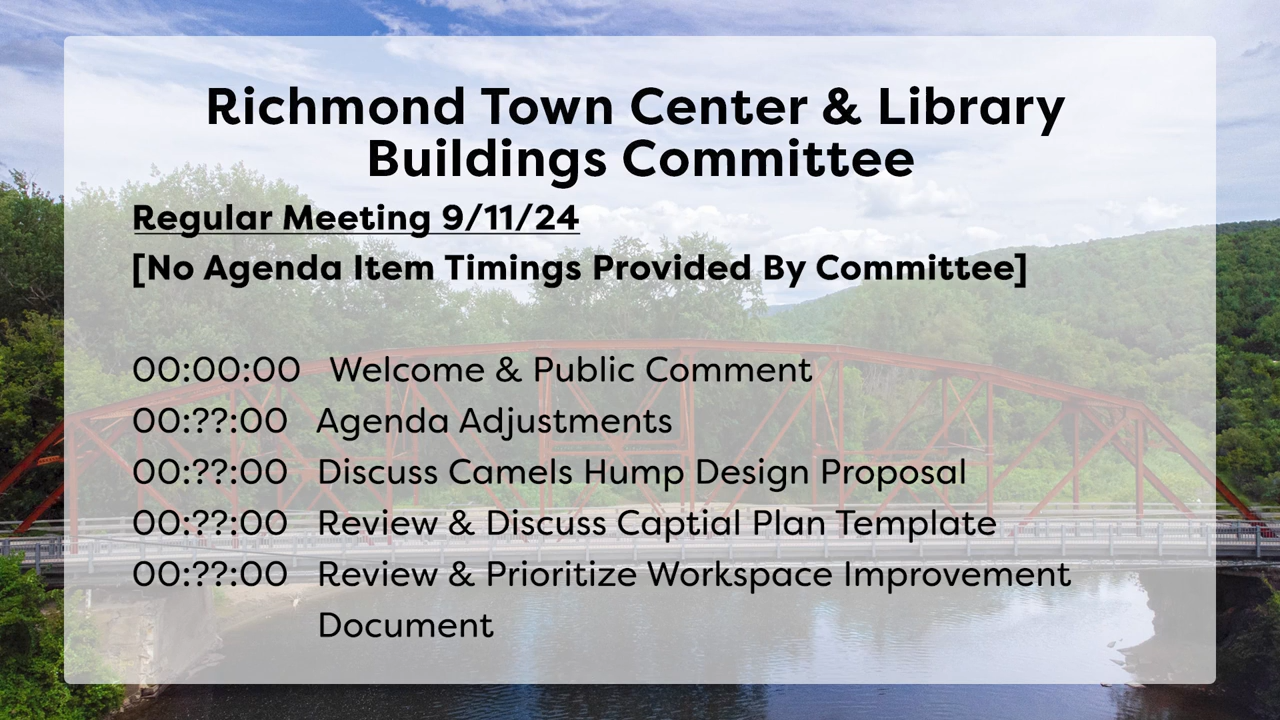 Richmond Town Center & Library
Buildings Committee
Regular Meeting 9/11/24
[No Agenda Item Timings Provided By Committee]
00:00:00 Welcome & Public Comment
00:??:00 Agenda Adjustments
00:??:00 Discuss Camels Hump Design Proposal
00:??:00 Review & Discuss Captial Plan Template
00:??:00 Review & Prioritize Workspace Improvement
Document